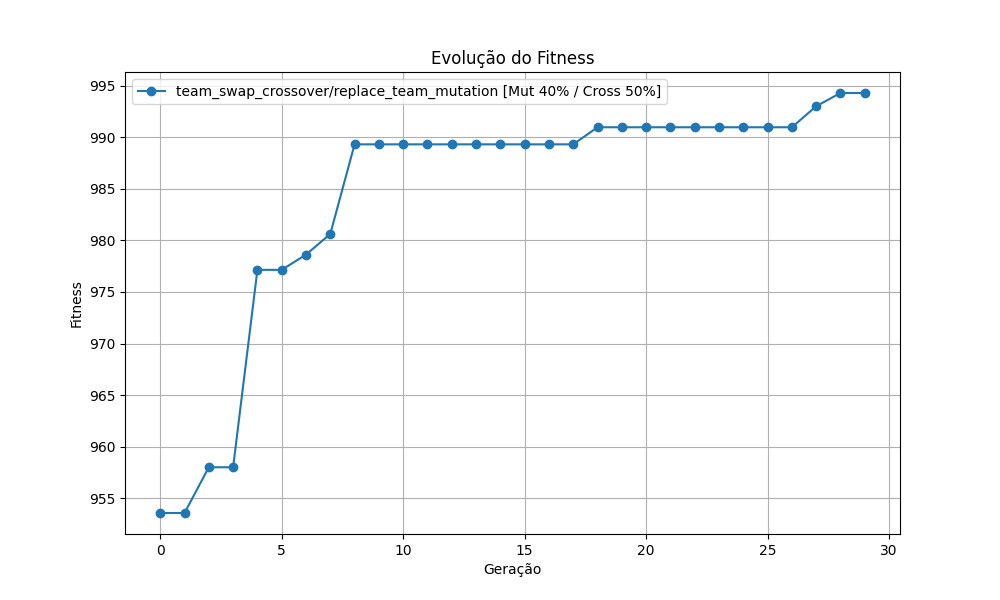 Evolução do Fitness
team_swap_crossover/replace_team_mutation [Mut 40% / Cross 50%]
995
990
985
980
975
970
965
960
955
Fitness
0 5 10 15 20 25 30
Geração